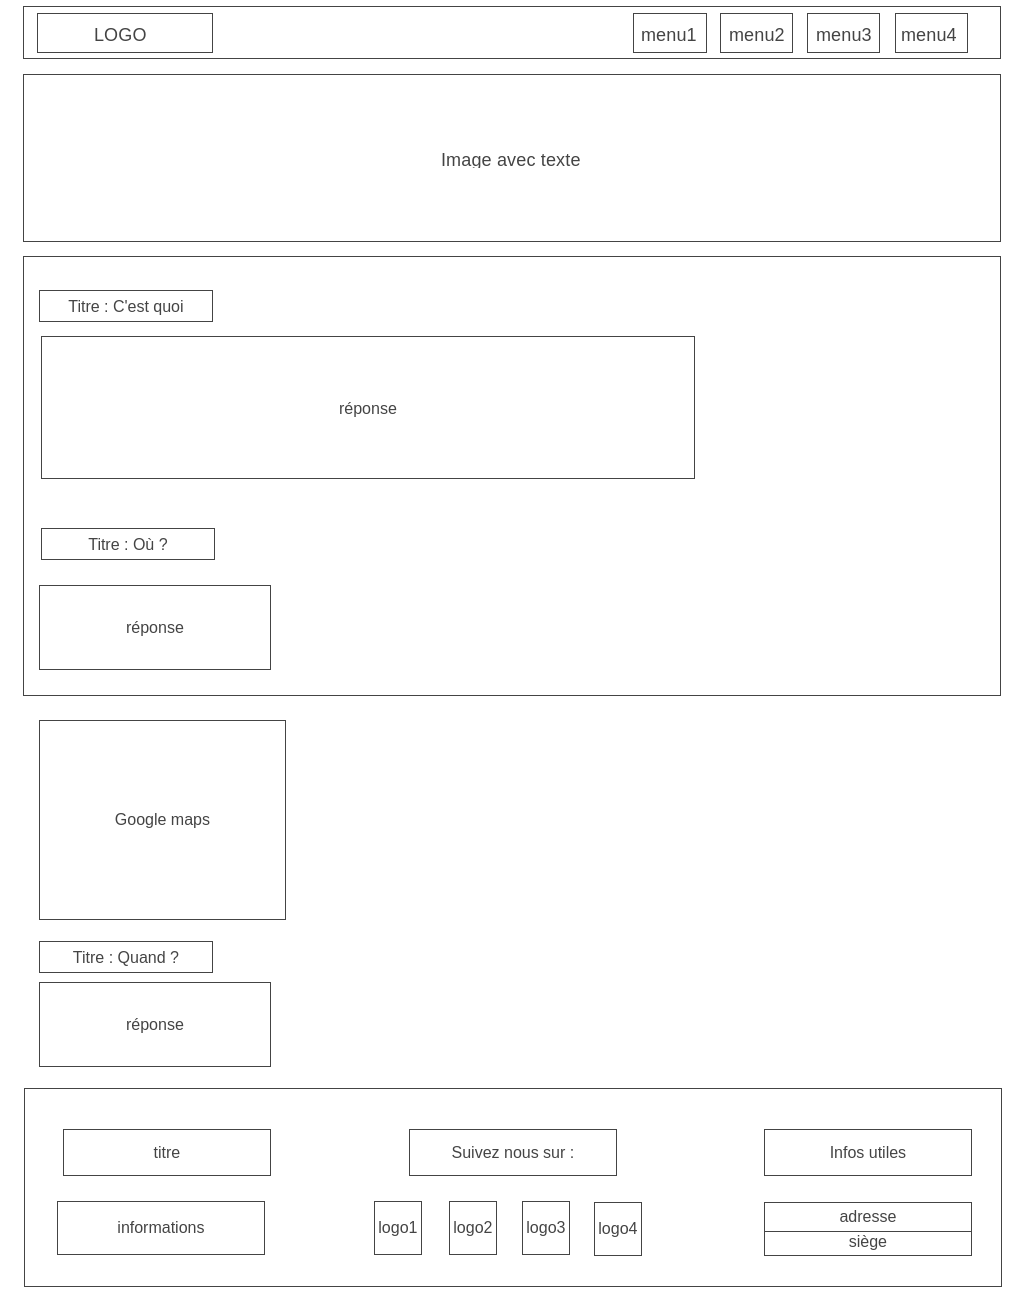 LOGO
menu1
menu2
menu3
menu4
Image avec texte
Titre : C'est quoi
réponse
Titre : Où ?
réponse
Google maps
Titre : Quand ?
réponse
titre
Suivez nous sur :
Infos utiles
informations
logo1
logo2
logo3
logo4
adresse
siège